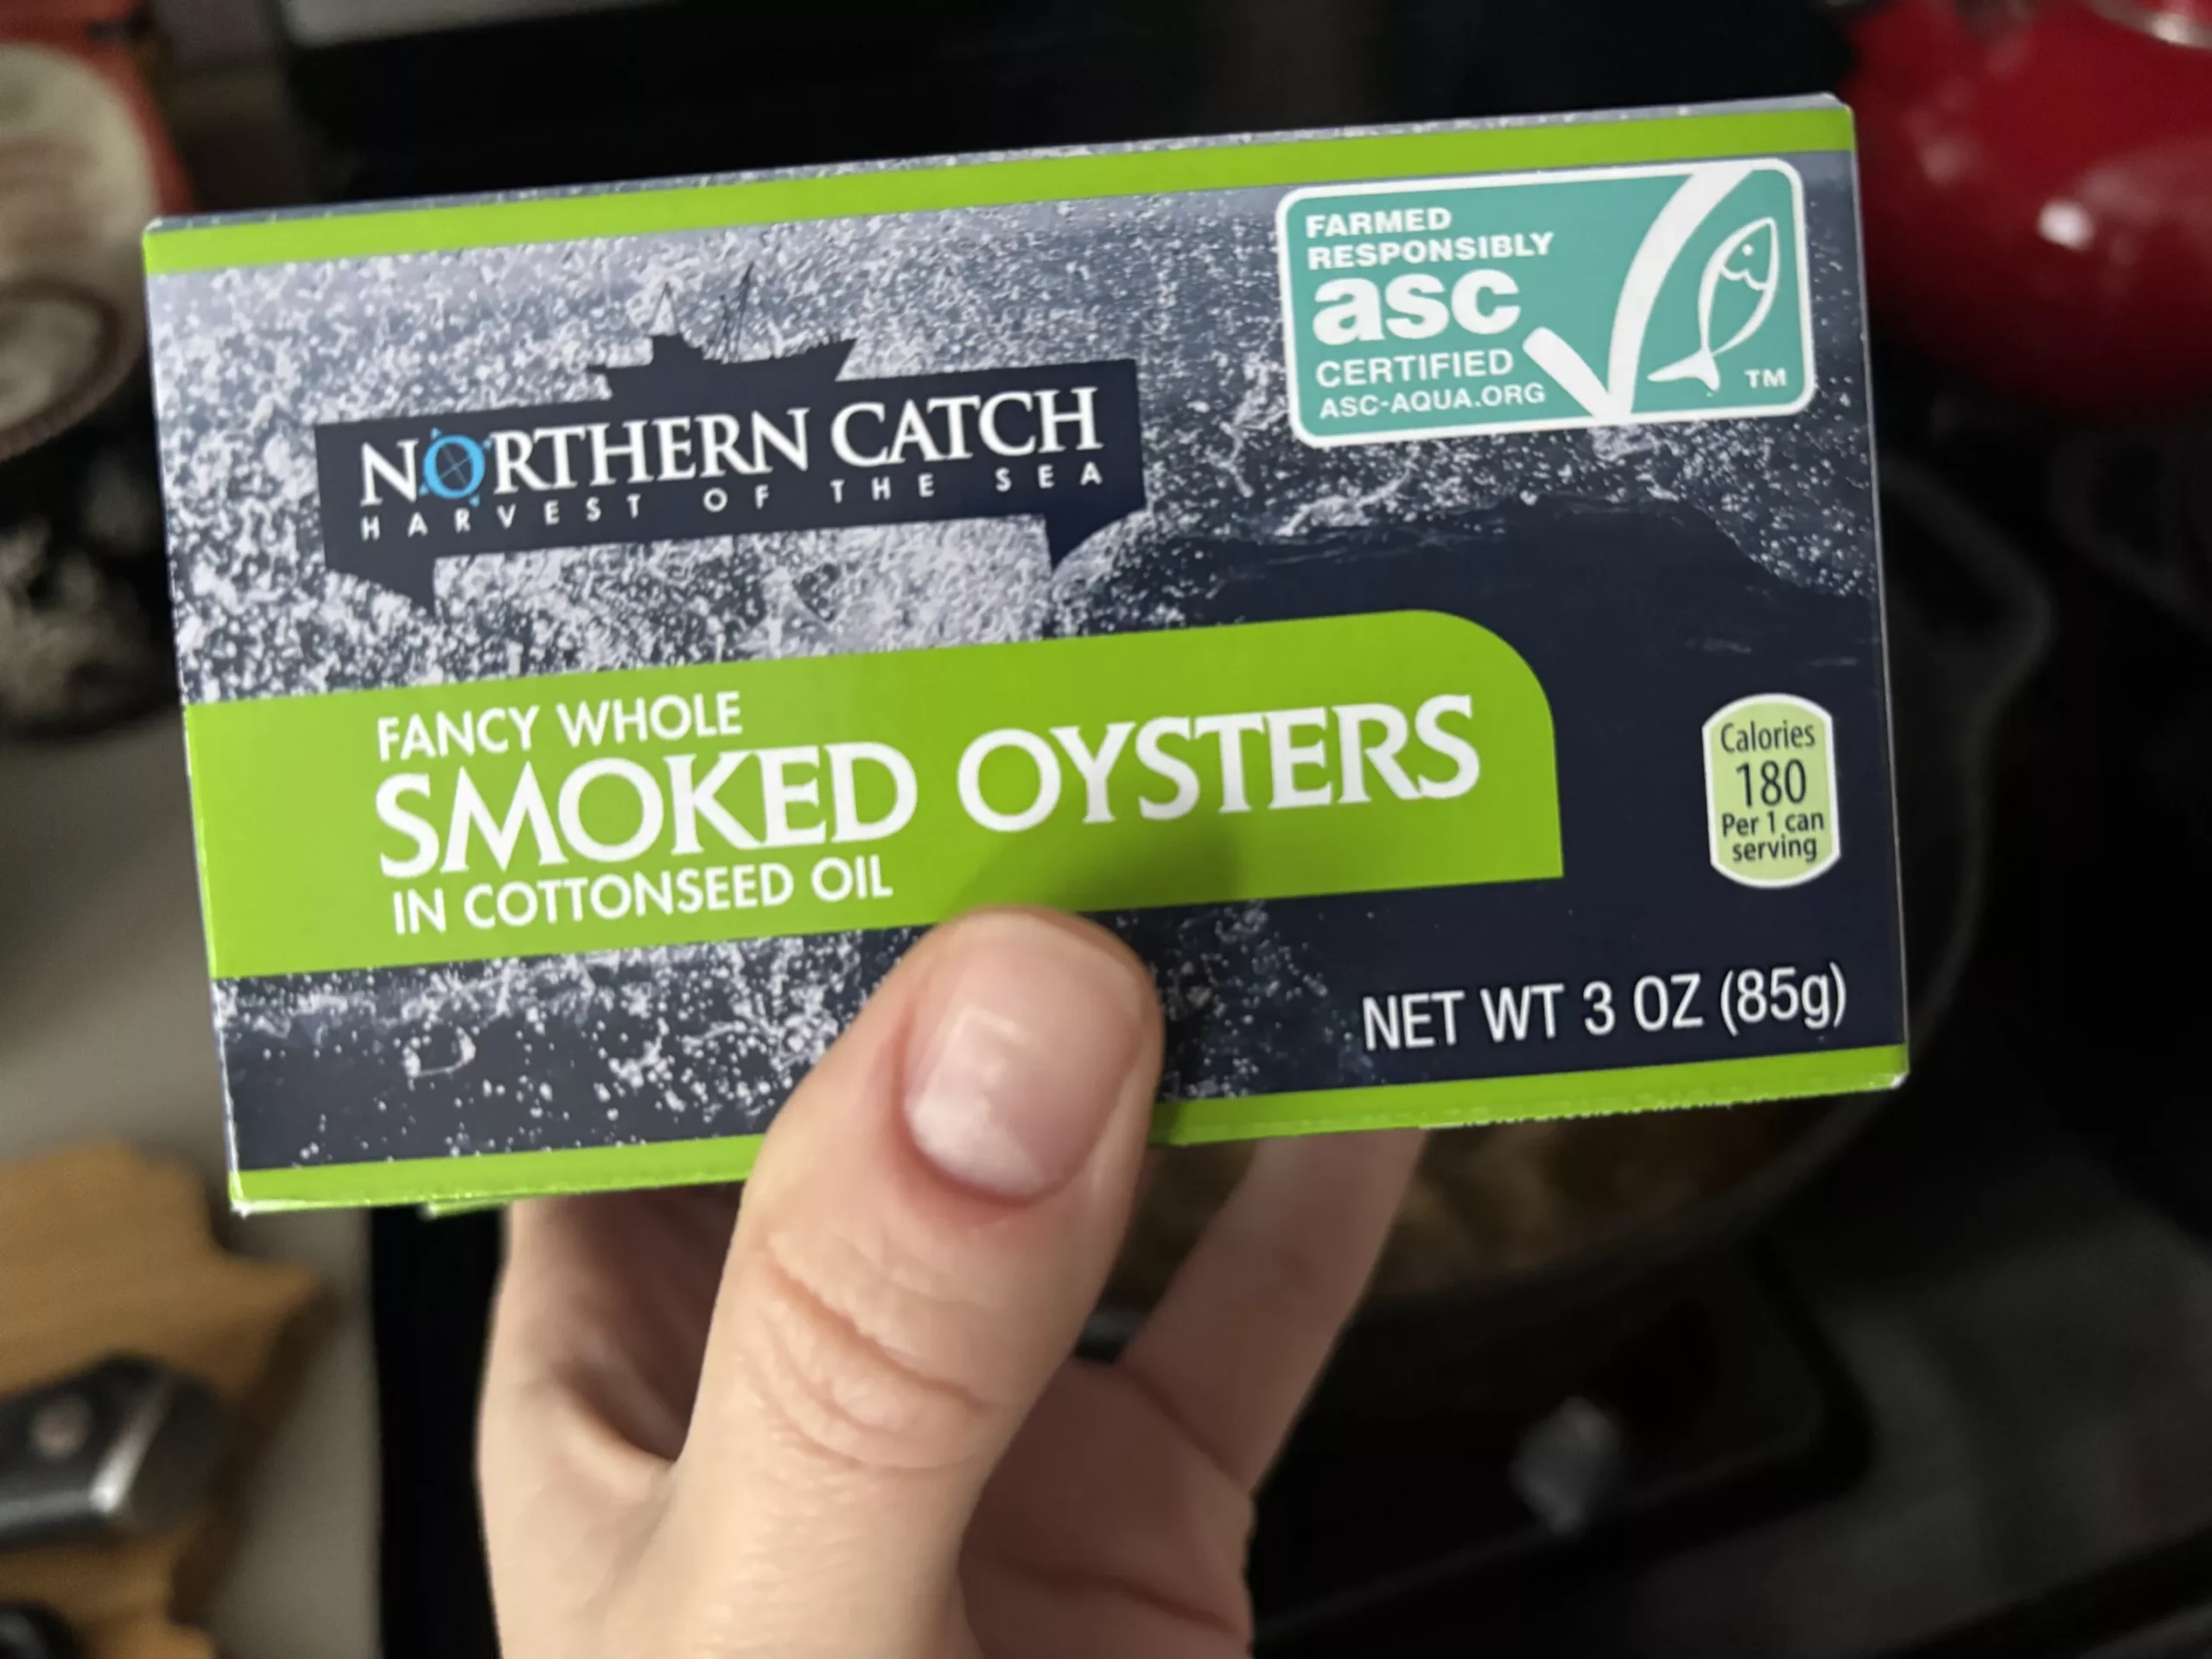 FARMED
RESPONSIBLY
asc
CERTIFIED
ASC-AQUA.ORG
TM
NORTHERN CATCH
HARVEST OF THE SEA
FANCY WHOLE
SMOKED OYSTERS
IN COTTONSEED OIL
Calories
180
Per 1 can
serving
NET WT 3 OZ (85g)